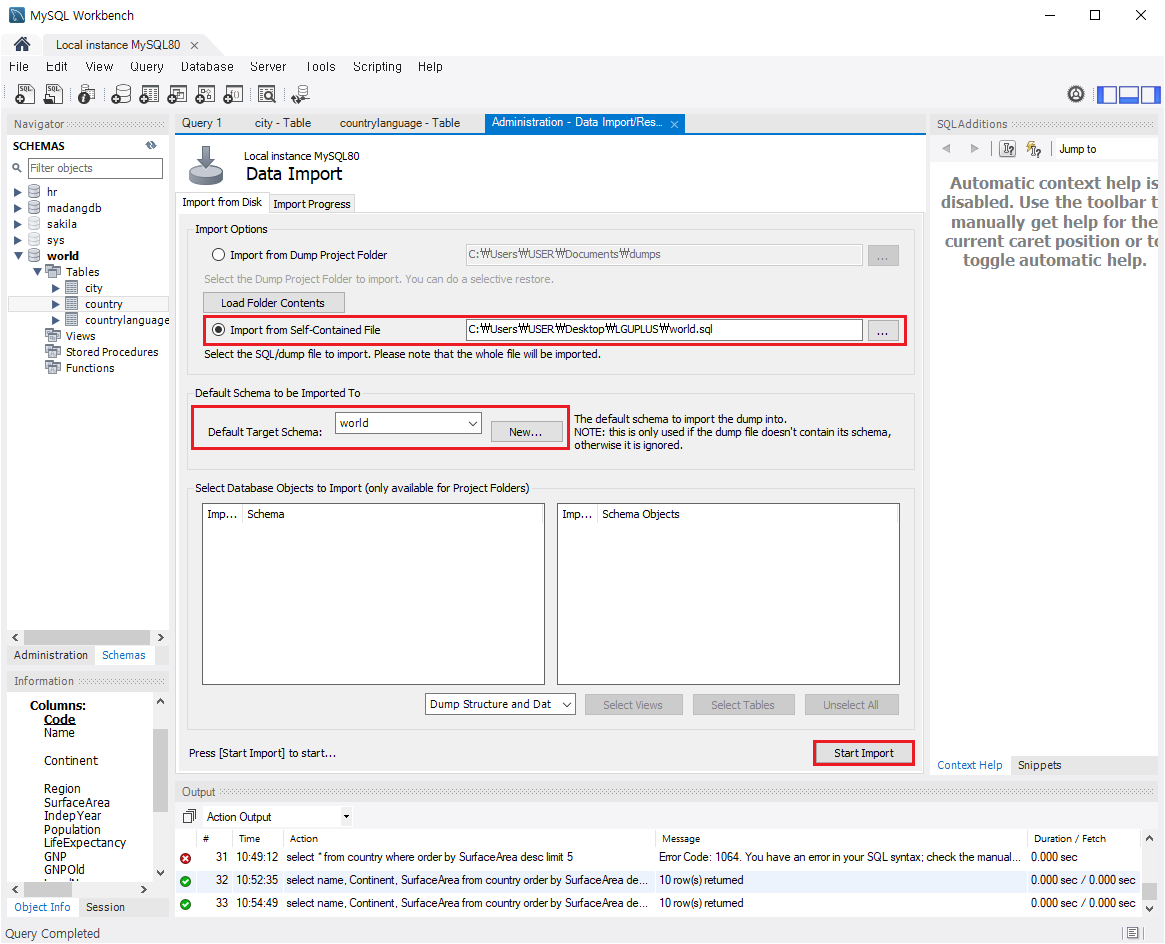 MySQL Workbench
Local instance MySQL80
File Edit View Query Database Server Tools Scripting Help
Navigator
SCHEMAS
Filter objects
hr
madangdb
sakila
sys
world
Tables
city
country
countrylanguage
Views
Stored Procedures
Functions
Administration Schemas
Information
Columns:
Code
Name
Continent
Region
SurfaceArea
IndepYear
Population
LifeExpectancy
GNP
GNPOld
Object Info Session
Query 1 city - Table countrylanguage - Table Administration - Data Import/Res...
Local instance MySQL80
Data Import
Import from Disk Import Progress
Import Options
Import from Dump Project Folder C:₩Users₩USER₩Documents₩dumps ...
Select the Dump Project Folder to import. You can do a selective restore.
Load Folder Contents
Import from Self-Contained File C:₩Users₩USER₩Desktop₩LGUPLUS₩world.sql ...
Select the SQL/dump file to import. Please note that the whole file will be imported.
Default Schema to be Imported To
Default Target Schema: world New...
The default schema to import the dump into.
NOTE: this is only used if the dump file doesn't contain its schema,
otherwise it is ignored.
Select Database Objects to Import (only available for Project Folders)
Imp... Schema
Imp... Schema Objects
Dump Structure and Dat Select Views Select Tables Unselect All
Press [Start Import] to start...
Start Import
SQLAdditions
Jump to
Automatic context help is
disabled. Use the toolbar t
manually get help for the
current caret position or to
toggle automatic help.
Context Help Snippets
Output
Action Output
# Time Action Message Duration / Fetch
31 10:49:12 select * from country where order by SurfaceArea desc limit 5 Error Code: 1064. You have an error in your SQL syntax; check the manual... 0.000 sec
32 10:52:35 select name, Continent, SurfaceArea from country order by SurfaceArea de... 10 row(s) returned 0.000 sec / 0.000 sec
33 10:54:49 select name, Continent, SurfaceArea from country order by SurfaceArea de... 10 row(s) returned 0.000 sec / 0.000 sec
Query Completed